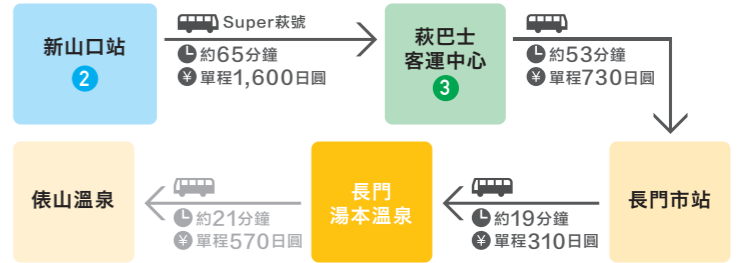 新山口站
2
Super萩號
約65分鐘
¥單程1,600日圓
萩巴士
客運中心
3
約53分鐘
¥單程730日圓
長門市站
約19分鐘
¥單程310日圓
長門
湯本溫泉
約21分鐘
¥單程570日圓
俵山溫泉